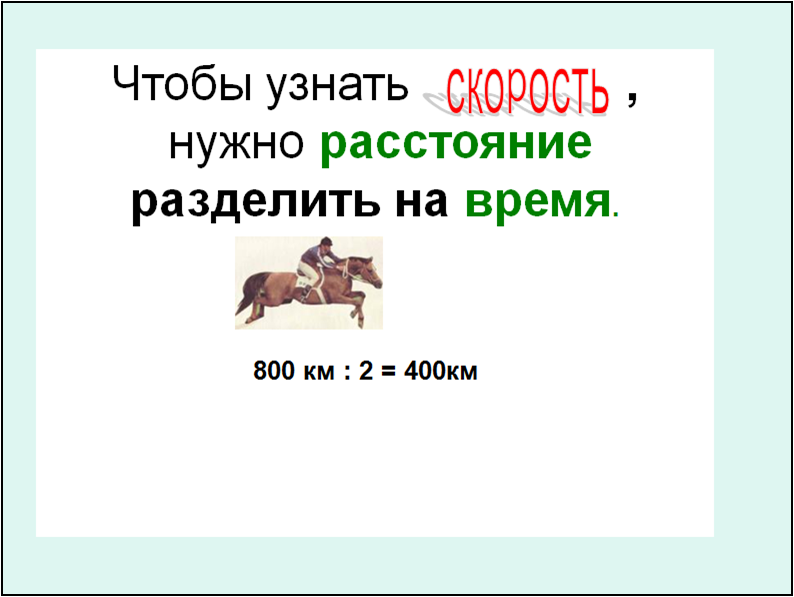 Чтобы узнать скорость ,
нужно расстояние
разделить на время.
800 км : 2 = 400км